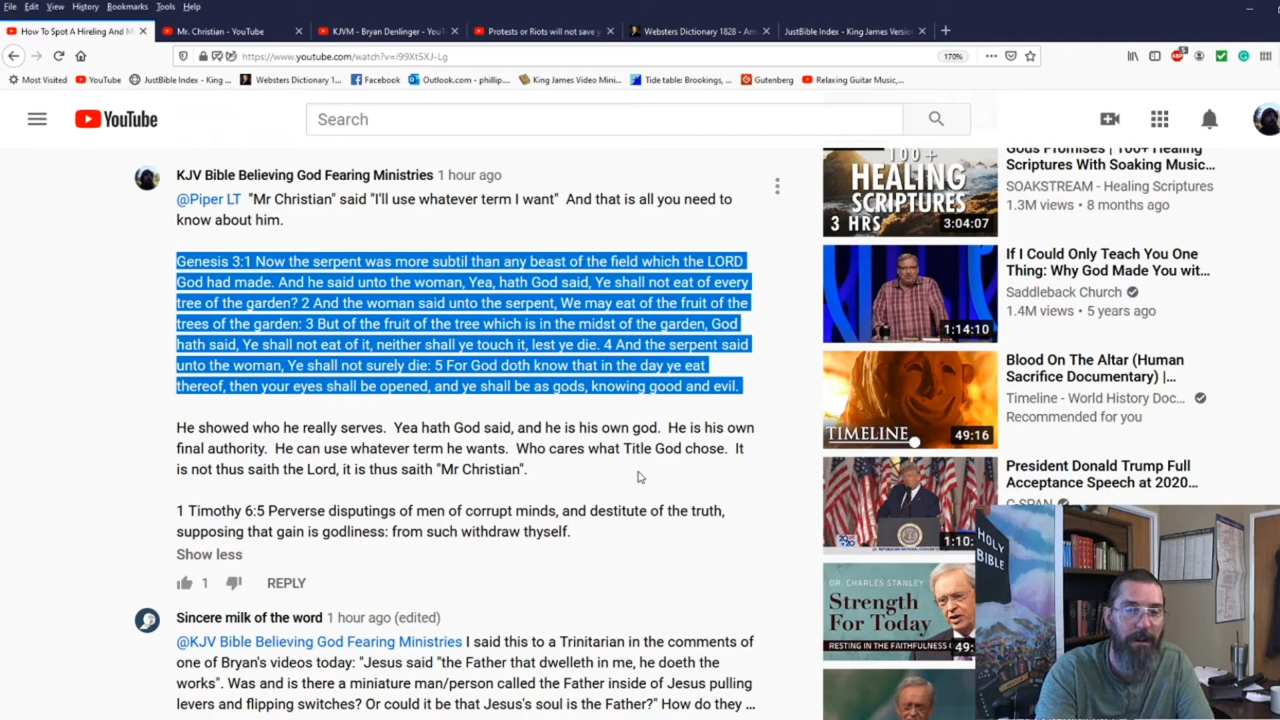 File Edit View History Bookmarks Tools Help
How To Spot A Hireling And M
Mr. Christian - YouTube
KJVM - Bryan Denlinger - YouT
Protests or Riots will not save y
Websters Dictionary 1828 - Am
JustBible Index - King James Versio
https://www.youtube.com/watch?v=i99Xt5XJ-Lg
170%
Most Visited YouTube JustBible Index - King ... Websters Dictionary 1... Facebook Outlook.com - phillip... King James Video Mini... Tide table: Brookings, ... Gutenberg Relaxing Guitar Music,...
YouTube
Search
KJV Bible Believing God Fearing Ministries 1 hour ago
@Piper LT "Mr Christian" said "I'll use whatever term I want" And that is all you need to
know about him.
Genesis 3:1 Now the serpent was more subtil than any beast of the field which the LORD
God had made. And he said unto the woman, Yea, hath God said, Ye shall not eat of every
tree of the garden? 2 And the woman said unto the serpent, We may eat of the fruit of the
trees of the garden: 3 But of the fruit of the tree which is in the midst of the garden, God
hath said, Ye shall not eat of it, neither shall ye touch it, lest ye die. 4 And the serpent said
unto the woman, Ye shall not surely die: 5 For God doth know that in the day ye eat
thereof, then your eyes shall be opened, and ye shall be as gods, knowing good and evil.
He showed who he really serves. Yea hath God said, and he is his own god. He is his own
final authority. He can use whatever term he wants. Who cares what Title God chose. It
is not thus saith the Lord, it is thus saith "Mr Christian".
1 Timothy 6:5 Perverse disputings of men of corrupt minds, and destitute of the truth,
supposing that gain is godliness: from such withdraw thyself.
Show less
1 REPLY
Sincere milk of the word 1 hour ago (edited)
@KJV Bible Believing God Fearing Ministries I said this to a Trinitarian in the comments of
one of Bryan's videos today: "Jesus said "the Father that dwelleth in me, he doeth the
works". Was and is there a miniature man/person called the Father inside of Jesus pulling
levers and flipping switches? Or could it be that Jesus's soul is the Father?" How do they ...
100+
HEALING
SCRIPTURES
3 HRS
3:04:07
Gods Promises | 100+ Healing
Scriptures With Soaking Music...
SOAKSTREAM - Healing Scriptures
1.3M views • 8 months ago
1:14:10
If I Could Only Teach You One
Thing: Why God Made You wit...
Saddleback Church
1.4M views • 5 years ago
TIMELINE
49:16
Blood On The Altar (Human
Sacrifice Documentary) |...
Timeline - World History Doc...
Recommended for you
1:10:
President Donald Trump Full
Acceptance Speech at 2020...
C-SPAN
DR. CHARLES STANLEY
Strength
For Today
49:
HOLY
BIBLE